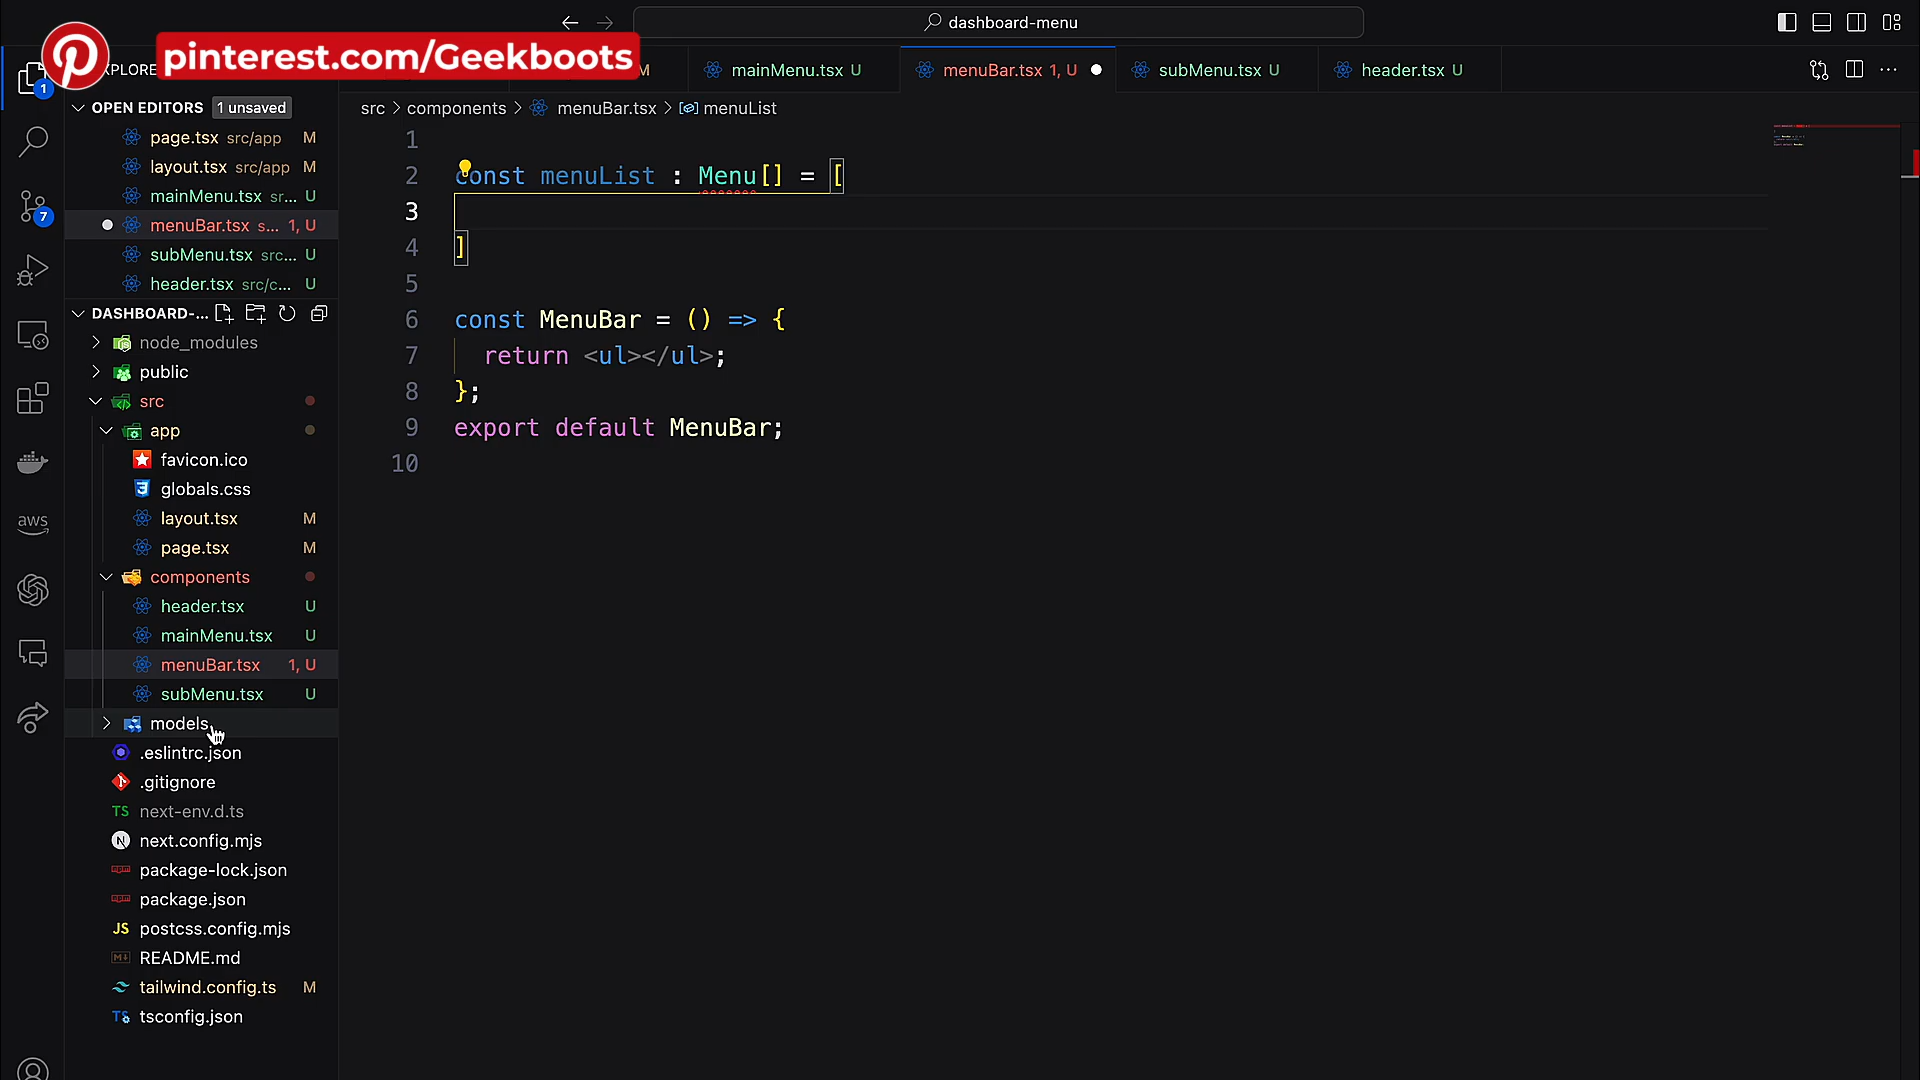 dashboard-menu
pinterest.com/Geekboots
XPLORE
M
mainMenu.tsx U
menuBar.tsx 1, U
subMenu.tsx U
header.tsx U
1
OPEN EDITORS 1 unsaved
page.tsx src/app M
layout.tsx src/app M
mainMenu.tsx sr... U
menuBar.tsx s... 1, U
subMenu.tsx src... U
header.tsx src/c... U
7
DASHBOARD-...
node_modules
public
src
app
favicon.ico
globals.css
layout.tsx M
page.tsx M
components
header.tsx U
mainMenu.tsx U
menuBar.tsx 1, U
subMenu.tsx U
models
.eslintrc.json
.gitignore
TS next-env.d.ts
N next.config.mjs
package-lock.json
package.json
JS postcss.config.mjs
README.md
tailwind.config.ts M
TS tsconfig.json
aws
src > components > menuBar.tsx > menuList
1
2 const menuList : Menu[] = [
3
4 ]
5
6 const MenuBar = () => {
7 return <ul></ul>;
8 };
9 export default MenuBar;
10